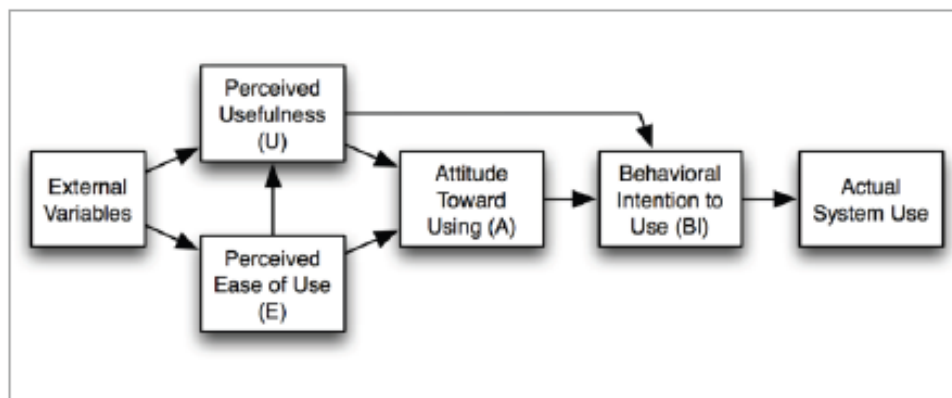 External
Variables
Perceived
Usefulness
(U)
Perceived
Ease of Use
(E)
Attitude
Toward
Using (A)
Behavioral
Intention to
Use (BI)
Actual
System Use